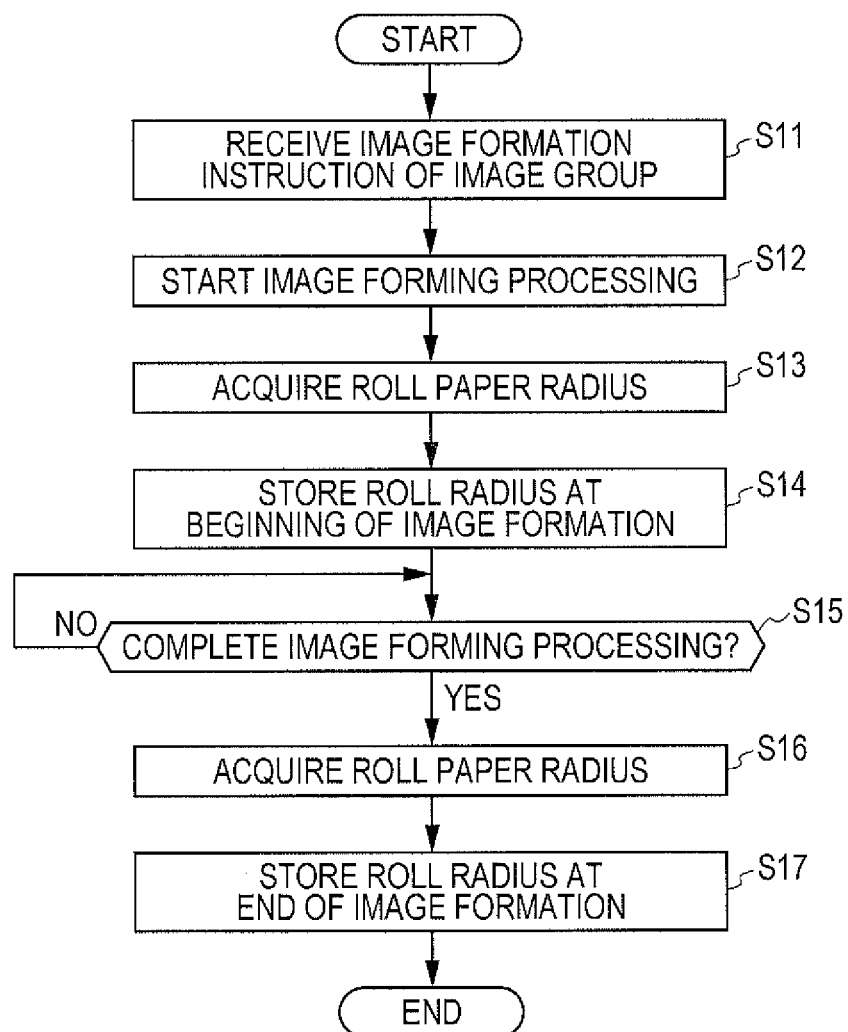 START
RECEIVE IMAGE FORMATION
INSTRUCTION OF IMAGE GROUP
S11
START IMAGE FORMING PROCESSING
S12
ACQUIRE ROLL PAPER RADIUS
S13
STORE ROLL RADIUS AT
BEGINNING OF IMAGE FORMATION
S14
NO
COMPLETE IMAGE FORMING PROCESSING?
S15
YES
ACQUIRE ROLL PAPER RADIUS
S16
STORE ROLL RADIUS AT
END OF IMAGE FORMATION
S17
END